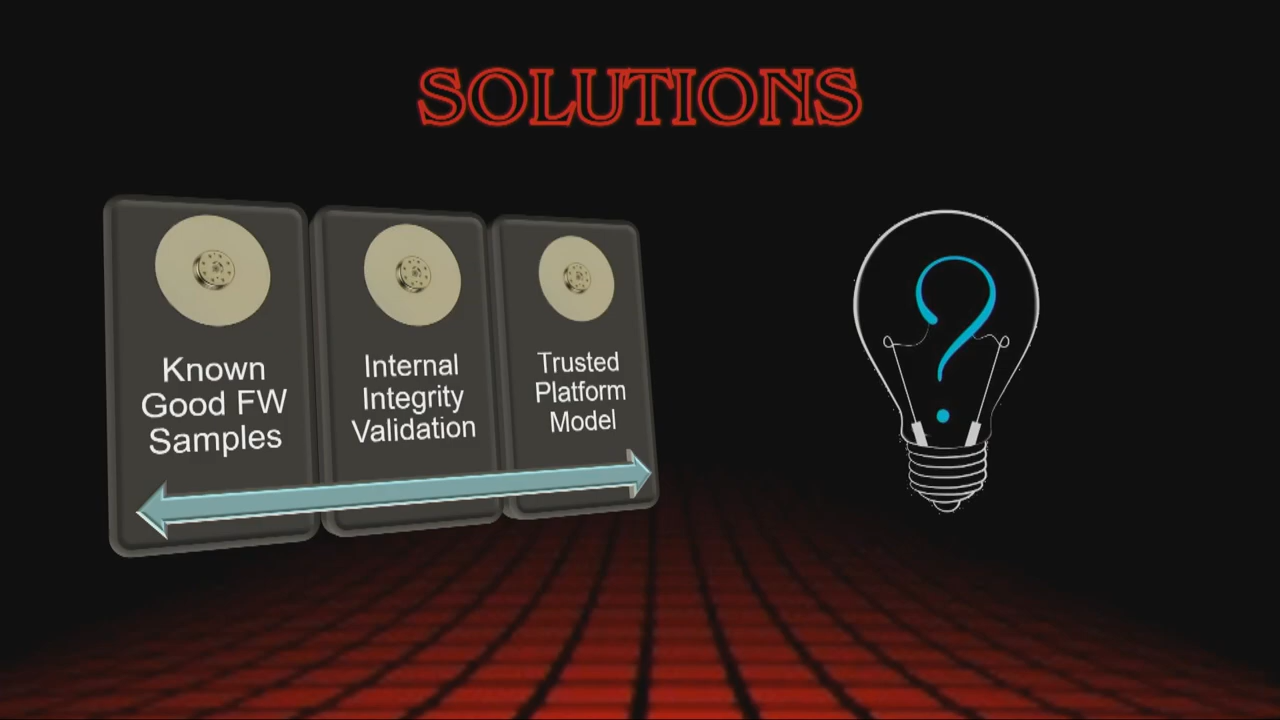 SOLUTIONS
Known
Good FW
Samples
Internal
Integrity
Validation
Trusted
Platform
Model
?